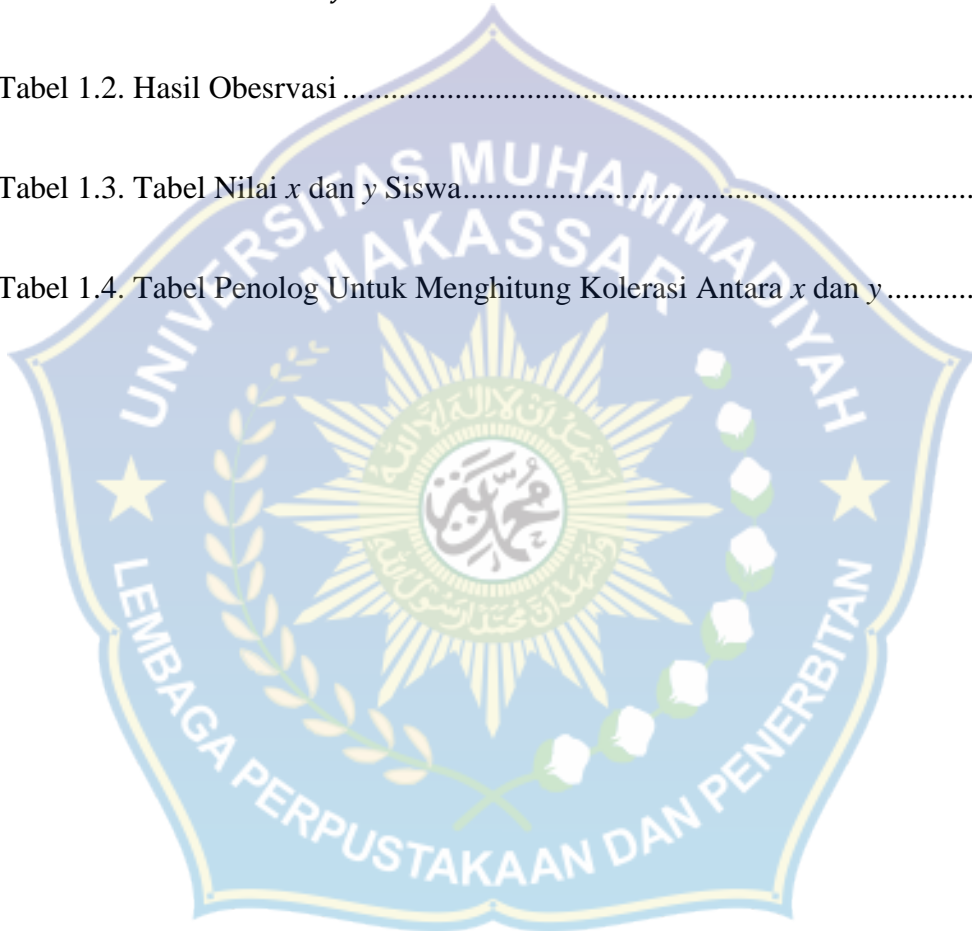 Tabel 1.2. Hasil Obesrvasi ...............................................................................
Tabel 1.3. Tabel Nilai x dan y Siswa................................................................
Tabel 1.4. Tabel Penolog Untuk Menghitung Kolerasi Antara x dan y ...........
UNIVERSITAS MUHAMMADIYAH
MAKASSAR
LEMBAGA PERPUSTAKAAN DAN PENERBITAN